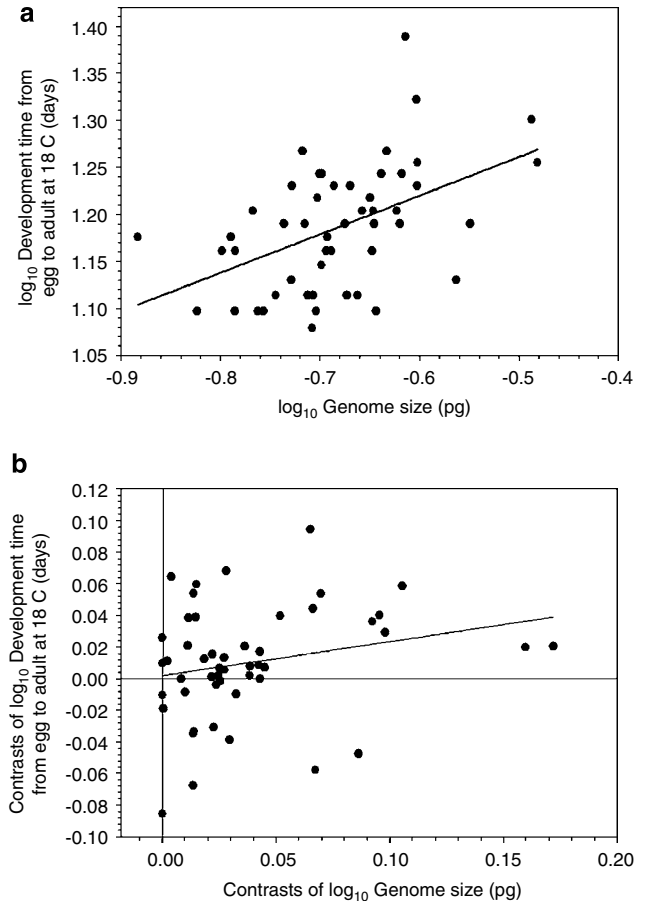 a
1.40
1.35
1.30
1.25
1.20
1.15
1.10
1.05
log10 Development time from
egg to adult at 18 C (days)
-0.9 -0.8 -0.7 -0.6 -0.5 -0.4
log10 Genome size (pg)
b
0.12
0.10
0.08
0.06
0.04
0.02
0.00
-0.02
-0.04
-0.06
-0.08
-0.10
Contrasts of log10 Development time
from egg to adult at 18 C (days)
0.00 0.05 0.10 0.15 0.20
Contrasts of log10 Genome size (pg)